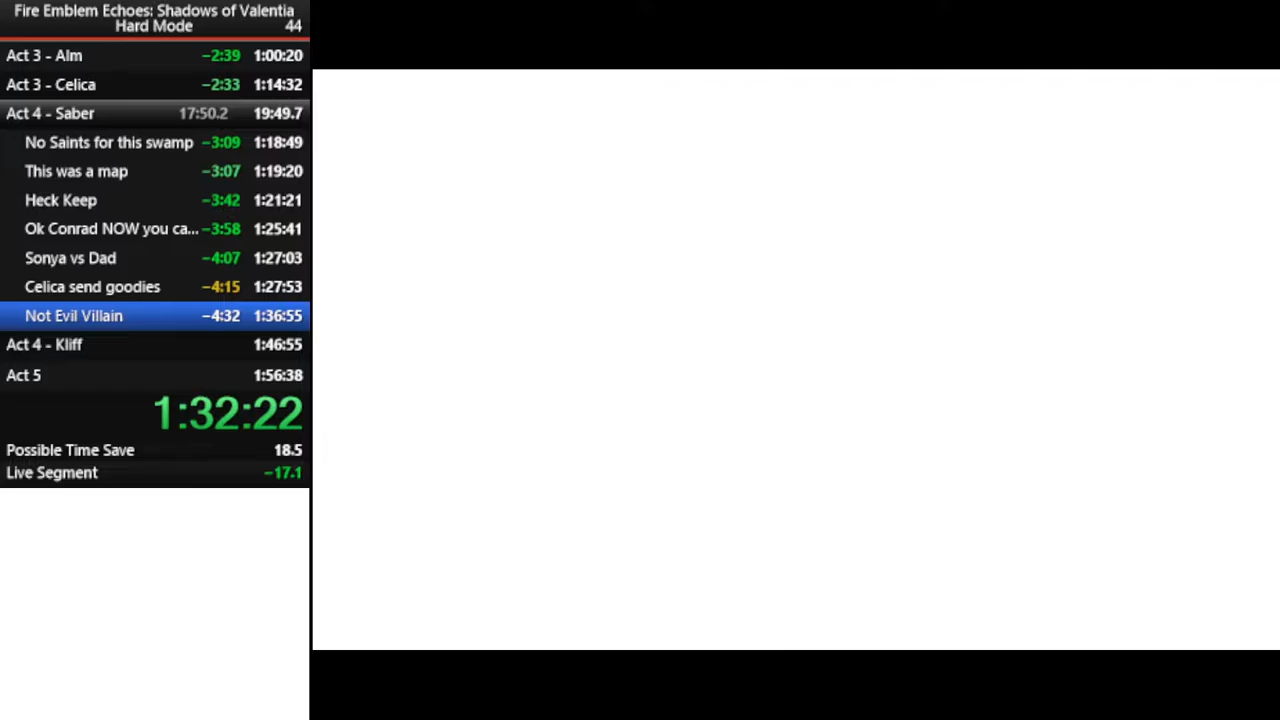 Fire Emblem Echoes: Shadows of Valentia
Hard Mode 44
Act 3 - Alm -2:39 1:00:20
Act 3 - Celica -2:33 1:14:32
Act 4 - Saber 17:50.2 19:49.7
No Saints for this swamp -3:09 1:18:49
This was a map -3:07 1:19:20
Heck Keep -3:42 1:21:21
Ok Conrad NOW you ca... -3:58 1:25:41
Sonya vs Dad -4:07 1:27:03
Celica send goodies -4:15 1:27:53
Not Evil Villain -4:32 1:36:55
Act 4 - Kliff 1:46:55
Act 5 1:56:38
1:32:22
Possible Time Save 18.5
Live Segment -17.1